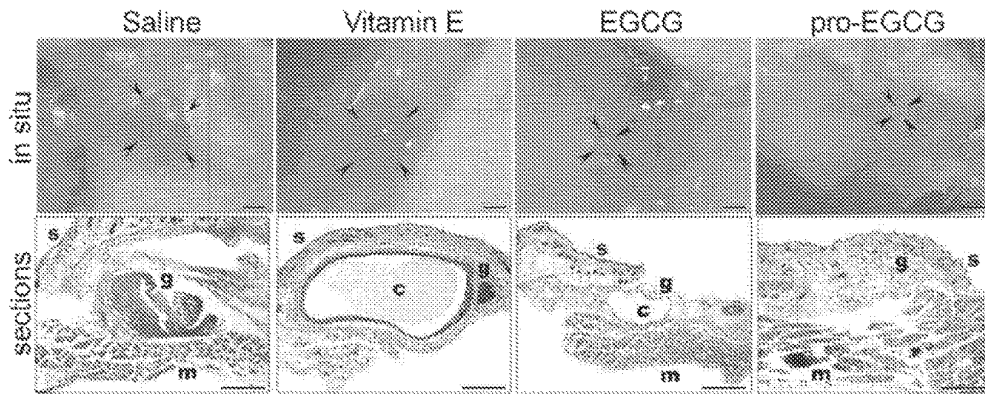 Saline Vitamin E EGCG pro-EGCG
in situ
sections
s g m
s c g
s g c m
g s m